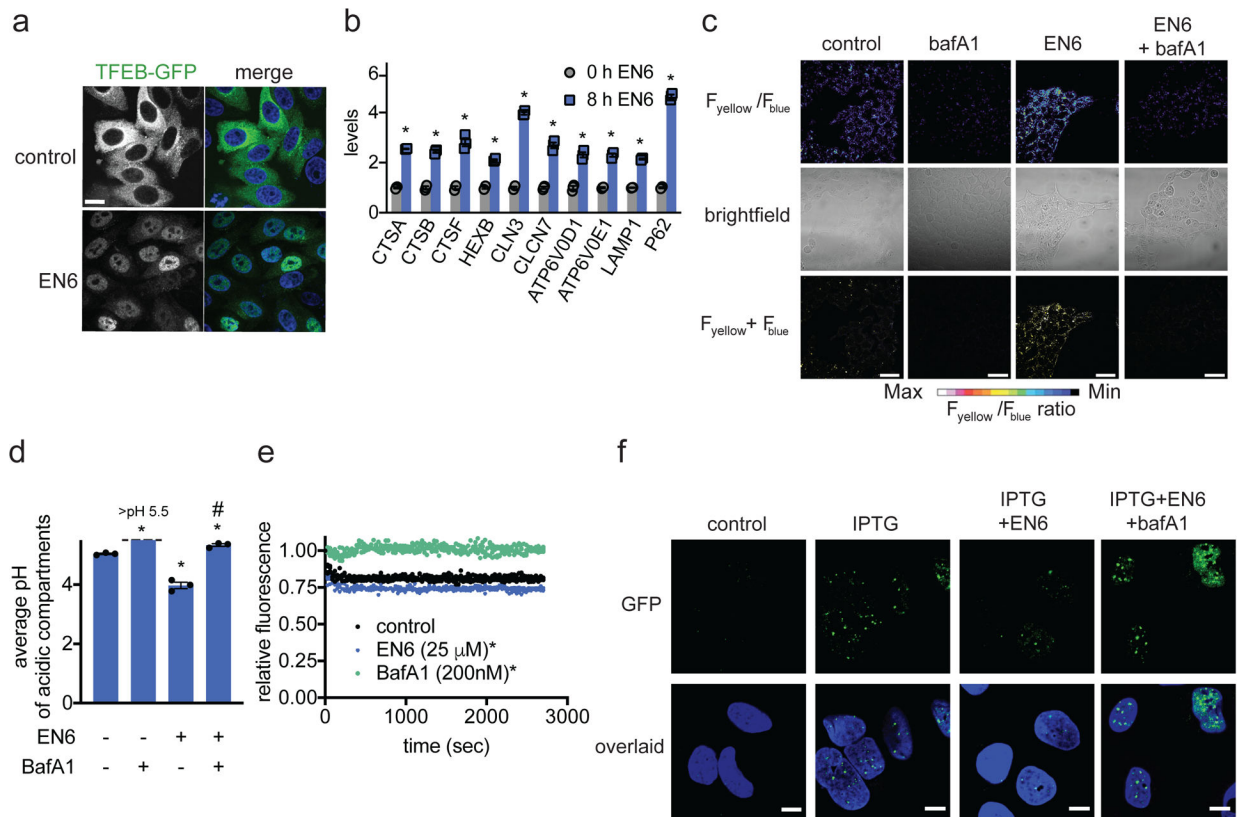 a
TFEB-GFP merge
control
EN6
b
levels
6
4
2
0
0 h EN6
8 h EN6
* * * * * * * * * *
CTSA CTSB CTSF HEXB CLN3 CLCN7 ATP6V0D1 ATP6V0E1 LAMP1 P62
c
control bafA1 EN6 EN6 + bafA1
Fyellow /Fblue
brightfield
Fyellow+ Fblue
Max Min
Fyellow /Fblue ratio
d
average pH
of acidic compartments
4
6
0
>pH 5.5
* * # *
EN6 - - + +
BafA1 - + - +
e
relative fluorescence
1.00
0.75
0.50
0.25
0.00
control
EN6 (25 μM)*
BafA1 (200nM)*
0 1000 2000 3000
time (sec)
f
control IPTG IPTG +EN6 IPTG+EN6 +bafA1
GFP
overlaid